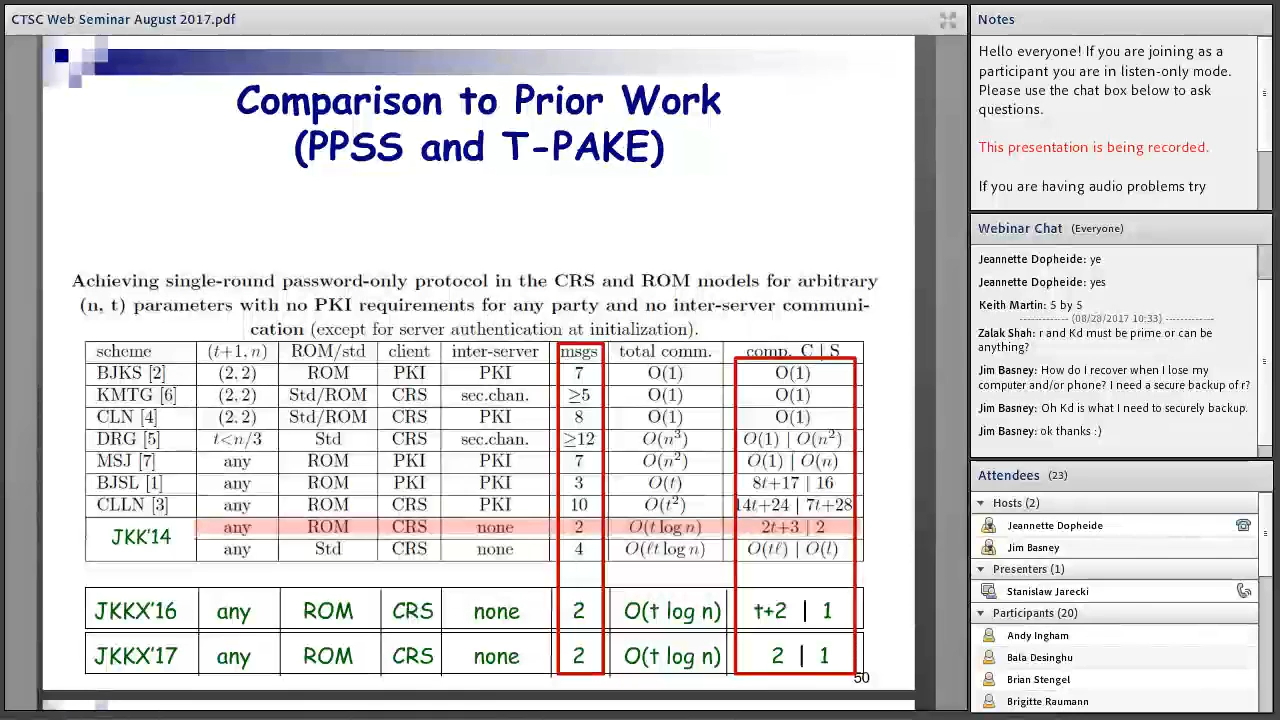 CTSC Web Seminar August 2017.pdf
Comparison to Prior Work
(PPSS and T-PAKE)
Achieving single-round password-only protocol in the CRS and ROM models for arbitrary
(n, t) parameters with no PKI requirements for any party and no inter-server communi-
cation (except for server authentication at initialization).
scheme (t+1, n) ROM/std client inter-server msgs total comm. comp. C | S
BJKS [2] (2, 2) ROM PKI PKI 7 O(1) O(1)
KMTG [6] (2, 2) Std/ROM CRS sec.chan. ≥5 O(1) O(1)
CLN [4] (2, 2) Std/ROM CRS PKI 8 O(1) O(1)
DRG [5] t<n/3 Std CRS sec.chan. ≥12 O(n³) O(1) | O(n²)
MSJ [7] any ROM PKI PKI 7 O(n²) O(1) | O(n)
BJSL [1] any ROM PKI PKI 3 O(t) 8t+17 | 16
CLLN [3] any ROM CRS PKI 10 O(t²) 14t+24 | 7t+28
JKK'14 any ROM CRS none 2 O(t log n) 2t+3 | 2
any Std CRS none 4 O(ℓt log n) O(tℓ) | O(ℓ)
JKKX'16 any ROM CRS none 2 O(t log n) t+2 | 1
JKKX'17 any ROM CRS none 2 O(t log n) 2 | 1
50
Notes
Hello everyone! If you are joining as a
participant you are in listen-only mode.
Please use the chat box below to ask
questions.
This presentation is being recorded.
If you are having audio problems try
Webinar Chat (Everyone)
Jeannette Dopheide: ye
Jeannette Dopheide: yes
Keith Martin: 5 by 5
------------- (08/28/2017 10:33) -------------
Zalak Shah: r and Kd must be prime or can be
anything?
Jim Basney: How do I recover when I lose my
computer and/or phone? I need a secure backup of r?
Jim Basney: Oh Kd is what I need to securely backup.
Jim Basney: ok thanks :)
Attendees (23)
Hosts (2)
Jeannette Dopheide
Jim Basney
Presenters (1)
Stanislaw Jarecki
Participants (20)
Andy Ingham
Bala Desinghu
Brian Stengel
Brigitte Raumann